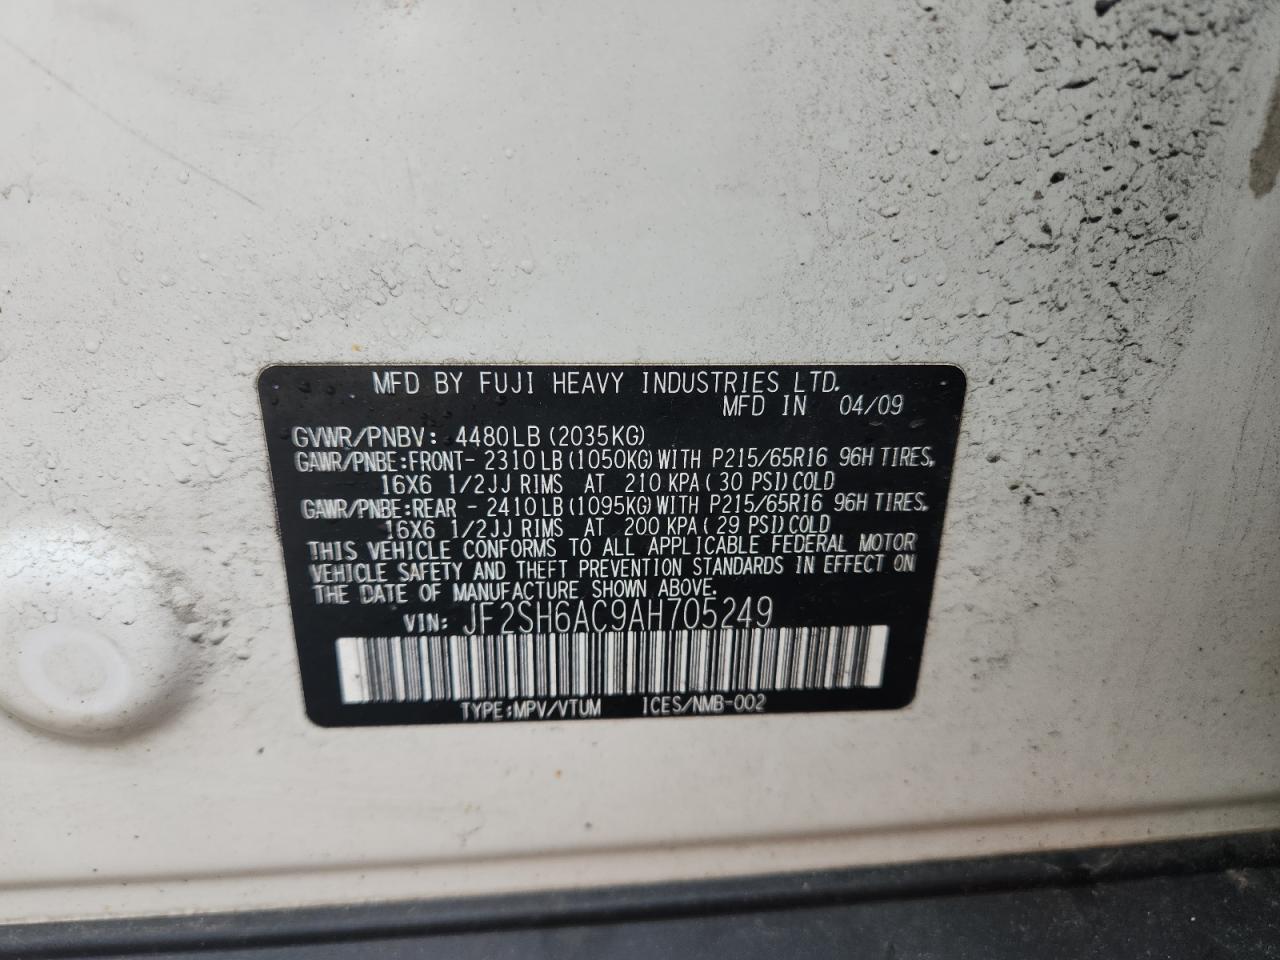 MFD BY FUJI HEAVY INDUSTRIES LTD.
MFD IN 04/09
GVWR/PNBV: 4480LB (2035KG)
GAWR/PNBE:FRONT- 2310LB (1050KG) WITH P215/65R16 96H TIRES,
16X6 1/2JJ RIMS AT 210 KPA (30 PSI) COLD
GAWR/PNBE:REAR - 2410LB (1095KG) WITH P215/65R16 96H TIRES,
16X6 1/2JJ RIMS AT 200 KPA (29 PSI) COLD
THIS VEHICLE CONFORMS TO ALL APPLICABLE FEDERAL MOTOR
VEHICLE SAFETY AND THEFT PREVENTION STANDARDS IN EFFECT ON
THE DATE OF MANUFACTURE SHOWN ABOVE.
VIN: JF2SH6AC9AH705249
TYPE:MPV/VTUM ICES/NMB-002